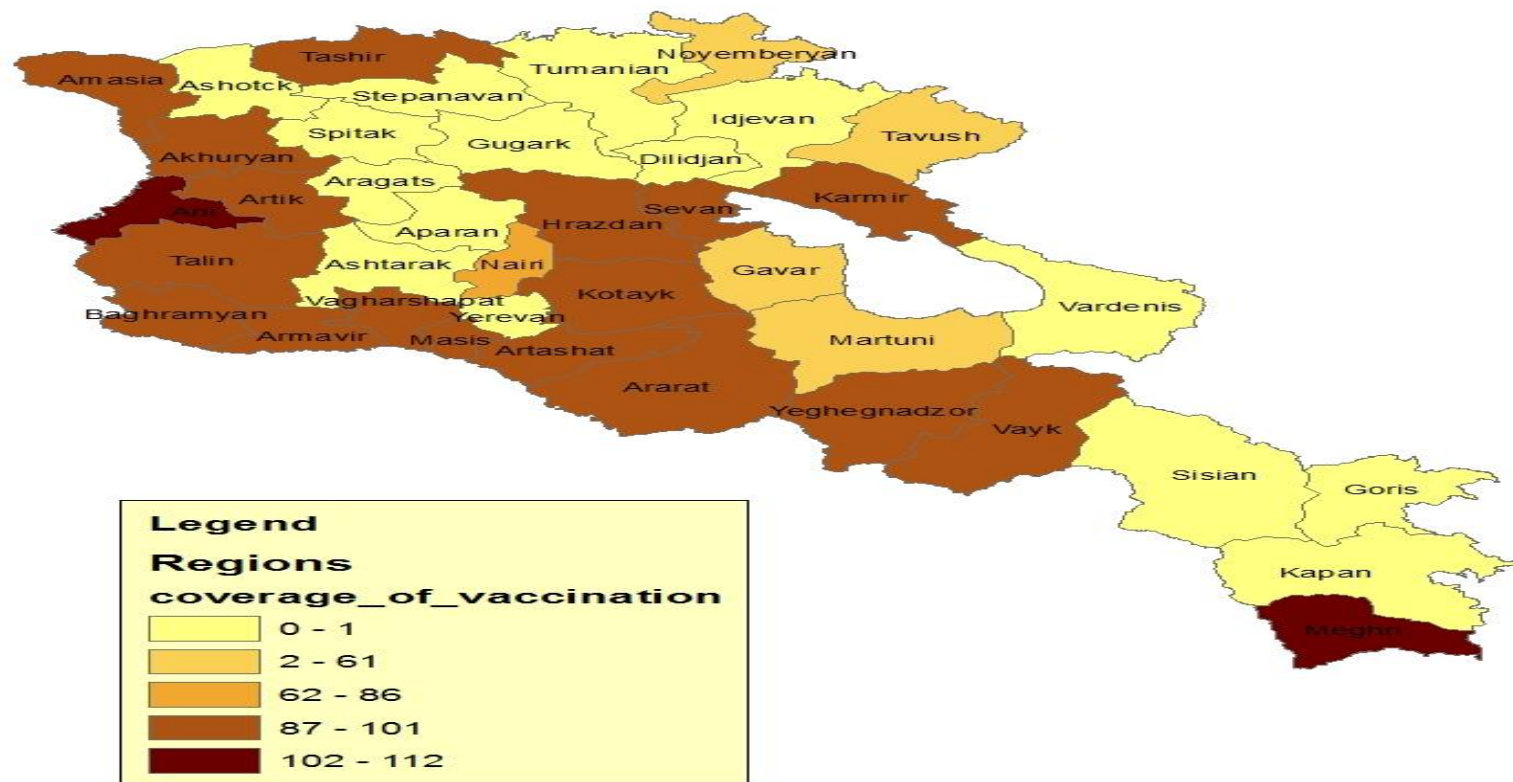 Tashir
Noyemberyan
Tumanian
Amasia
Ashotck
Stepanavan
Idjevan
Spitak
Tavush
Gugark
Akhuryan
Dilidjan
Aragats
Artik
Karmir
Ani
Sevan
Hrazdan
Aparan
Talin
Ashtarak
Nairi
Gavar
Kotayk
Vagharshapat
Vardenis
Baghramyan
Yerevan
Armavir
Masis
Martuni
Artashat
Ararat
Yeghegnadzor
Vayk
Sisian
Goris
Kapan
Meghri
Legend
Regions
coverage_of_vaccination
0 - 1
2 - 61
62 - 86
87 - 101
102 - 112